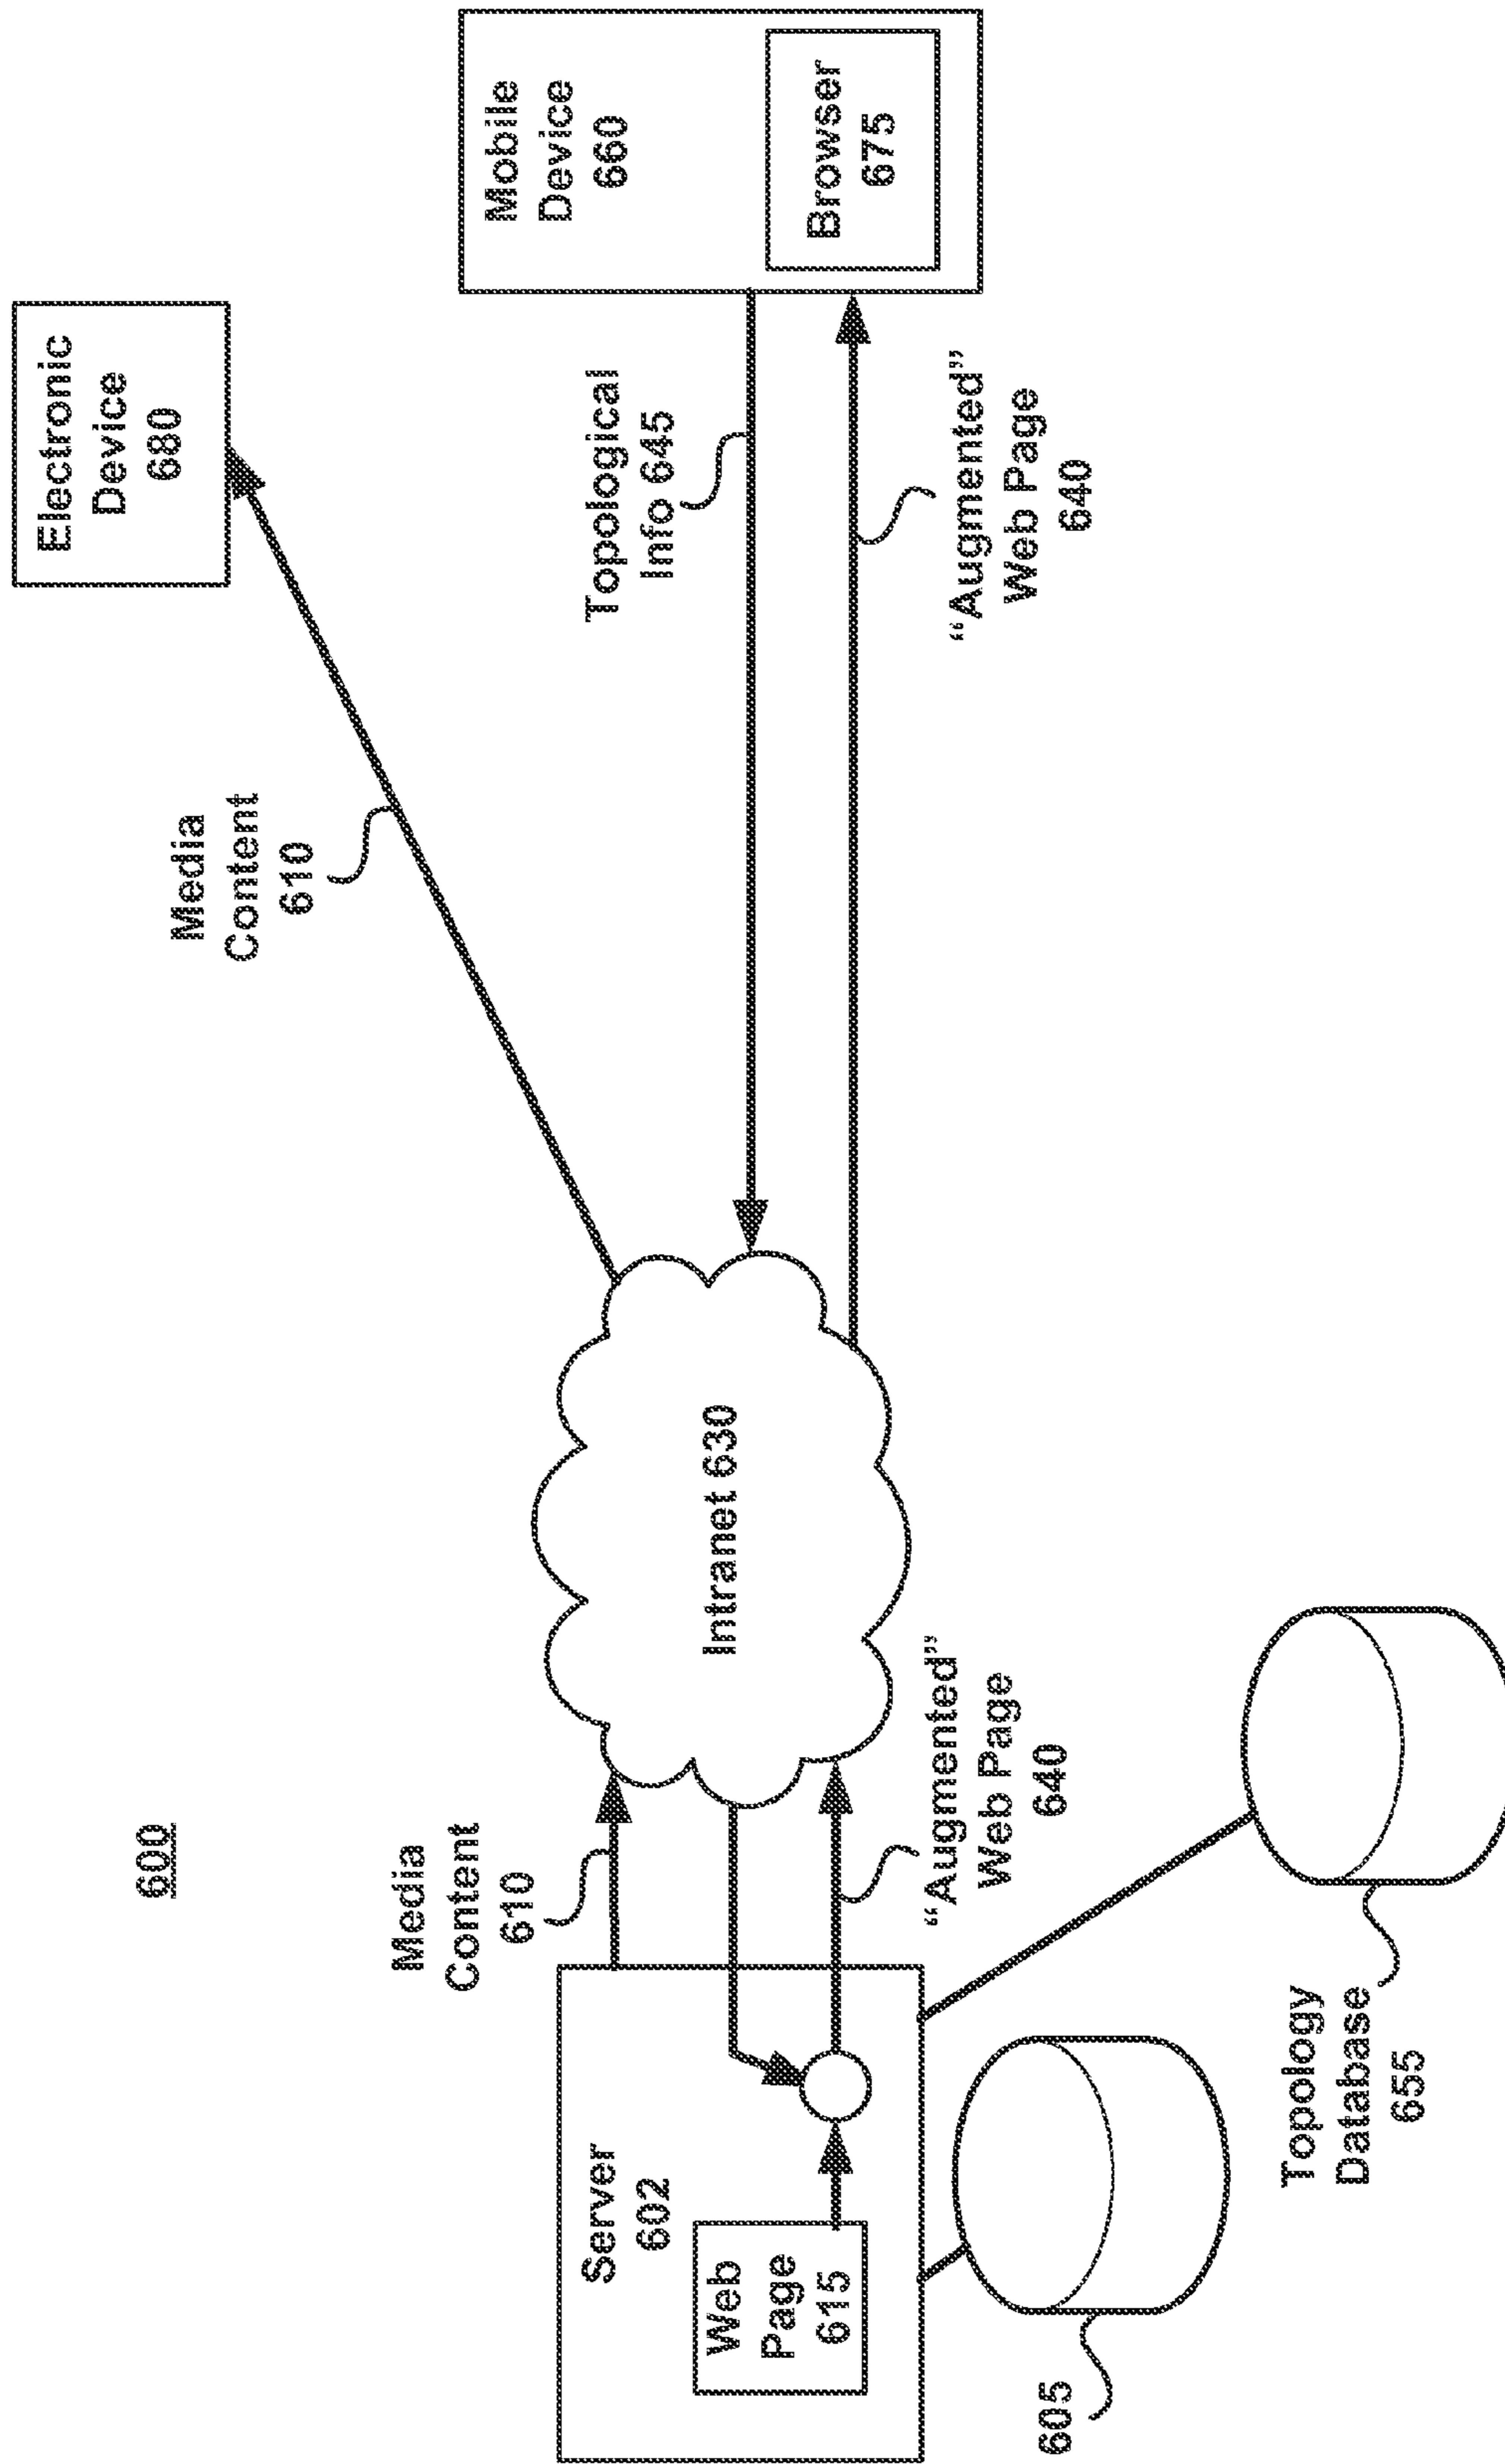 600
Electronic
Device
680
Media
Content
610
Media
Content
610
Server
602
Web
Page
615
Intranet 630
Topological
Info 645
Mobile
Device
660
Browser
675
“Augmented”
Web Page
640
“Augmented”
Web Page
640
605
Topology
Database
655